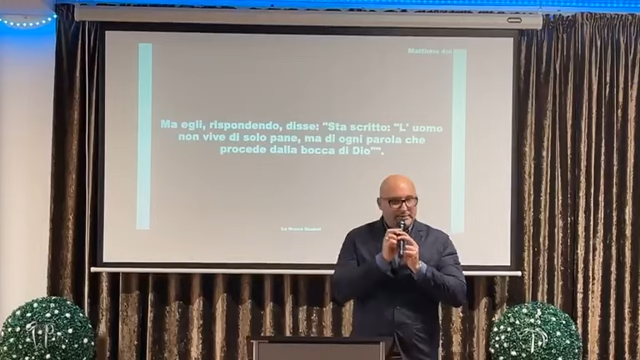 Matteo 4:4
Ma egli, rispondendo, disse: "Sta scritto: "L' uomo
non vive di solo pane, ma di ogni parola che
procede dalla bocca di Dio"".
La Nuova Diodati